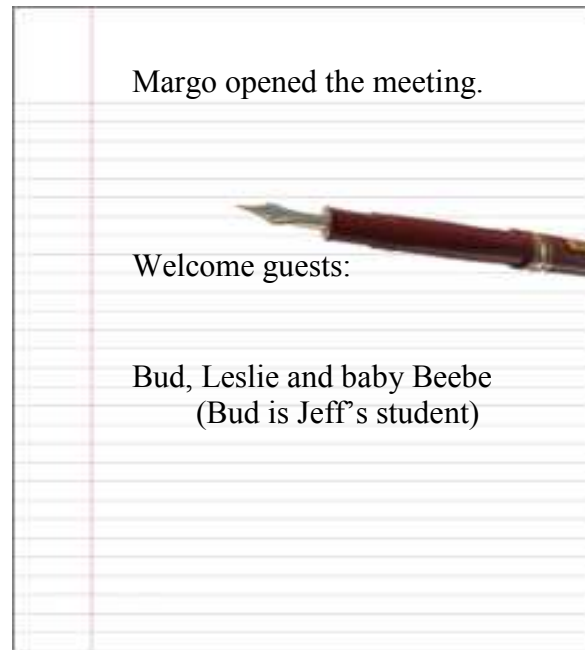 Margo opened the meeting.
Welcome guests:
Bud, Leslie and baby Beebe
(Bud is Jeff’s student)